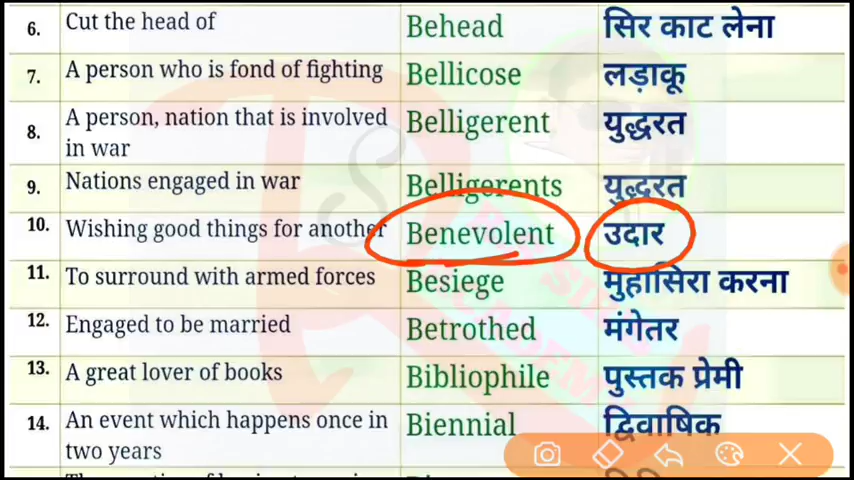 6. Cut the head of Behead सिर काट लेना
7. A person who is fond of fighting Bellicose लड़ाकू
8. A person, nation that is involved in war Belligerent युद्धरत
9. Nations engaged in war Belligerents युद्धरत
10. Wishing good things for another Benevolent उदार
11. To surround with armed forces Besiege मुहासिरा करना
12. Engaged to be married Betrothed मंगेतर
13. A great lover of books Bibliophile पुस्तक प्रेमी
14. An event which happens once in two years Biennial द्विवाषिक